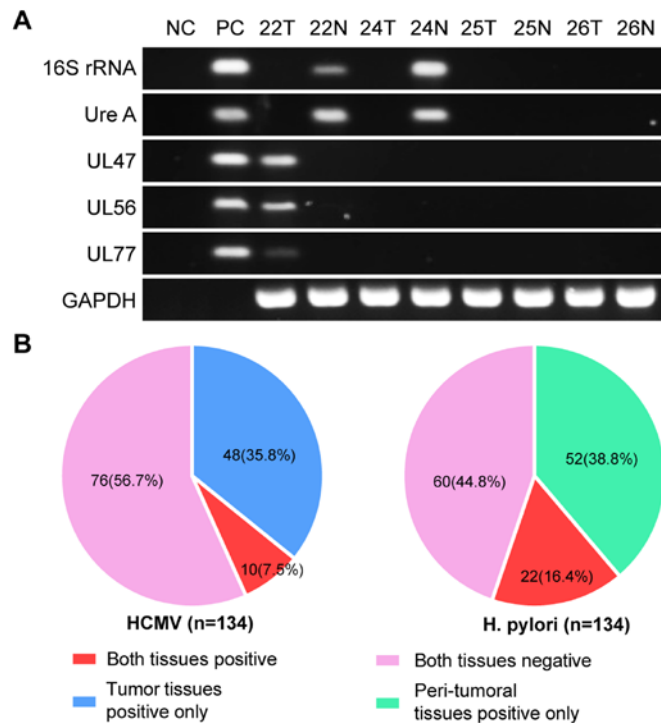 A
NC PC 22T 22N 24T 24N 25T 25N 26T 26N
16S rRNA
Ure A
UL47
UL56
UL77
GAPDH
B
76(56.7%)
48(35.8%)
10(7.5%)
60(44.8%)
52(38.8%)
22(16.4%)
HCMV (n=134)
H. pylori (n=134)
Both tissues positive
Tumor tissues
positive only
Both tissues negative
Peri-tumoral
tissues positive only